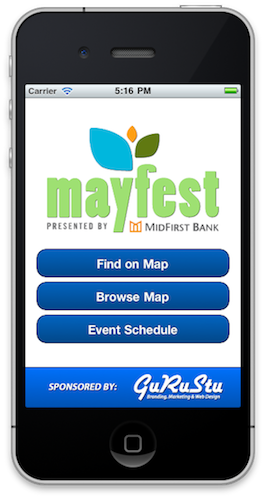 Carrier 5:16 PM
mayfest
PRESENTED BY MIDFIRST BANK
Find on Map
Browse Map
Event Schedule
SPONSORED BY: GuRuStu
Branding, Marketing & Web Design